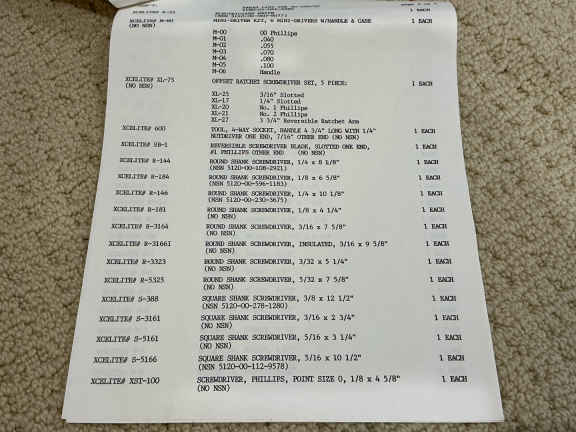 1 EACH
XCELITE# M-60 MINI-DRIVER KIT, 6 MINI-DRIVERS W/HANDLE & CASE 1 EACH
(NO NSN)
M-00 00 Phillips
M-01 .040
M-02 .055
M-03 .070
M-04 .080
M-05 .100
M-06 Handle
XCELITE# XL-75 OFFSET RATCHET SCREWDRIVER SET, 5 PIECE: 1 EACH
(NO NSN)
XL-25 3/16" Slotted
XL-17 1/4" Slotted
XL-20 No. 1 Phillips
XL-21 No. 2 Phillips
XL-27 3 3/4" Reversible Ratchet Arm
XCELITE# 600 TOOL, 4-WAY SOCKET, HANDLE 4 3/4" LONG WITH 1/4" 1 EACH
NUTDRIVER ONE END, 7/16" OTHER END (NO NSN)
XCELITE# SB-1 REVERSIBLE SCREWDRIVER BLADE, SLOTTED ONE END, 1 EACH
#1 PHILLIPS OTHER END (NO NSN)
XCELITE# R-144 ROUND SHANK SCREWDRIVER, 1/4 x 8 1/8" 1 EACH
(NSN 5120-00-108-2921)
XCELITE# R-184 ROUND SHANK SCREWDRIVER, 1/8 x 6 5/8" 1 EACH
(NSN 5120-00-596-1183)
XCELITE# R-146 ROUND SHANK SCREWDRIVER, 1/4 x 10 1/8" 1 EACH
(NSN 5120-00-230-3675)
XCELITE# R-181 ROUND SHANK SCREWDRIVER, 1/8 x 4 1/4" 1 EACH
(NO NSN)
XCELITE# R-3164 ROUND SHANK SCREWDRIVER, 3/16 x 7 5/8" 1 EACH
(NO NSN)
XCELITE# R-3166I ROUND SHANK SCREWDRIVER, INSULATED, 3/16 x 9 5/8" 1 EACH
(NO NSN)
XCELITE# R-3323 ROUND SHANK SCREWDRIVER, 3/32 x 5 1/4" 1 EACH
(NO NSN)
XCELITE# R-5325 ROUND SHANK SCREWDRIVER, 5/32 x 7 5/8" 1 EACH
(NO NSN)
XCELITE# S-388 SQUARE SHANK SCREWDRIVER, 3/8 x 12 1/2" 1 EACH
(NSN 5120-00-278-1280)
XCELITE# S-3161 SQUARE SHANK SCREWDRIVER, 3/16 x 2 3/4" 1 EACH
(NO NSN)
XCELITE# S-5161 SQUARE SHANK SCREWDRIVER, 5/16 x 3 1/4" 1 EACH
(NO NSN)
XCELITE# S-5166 SQUARE SHANK SCREWDRIVER, 5/16 x 10 1/2" 1 EACH
(NSN 5120-00-112-9578)
XCELITE# XST-100 SCREWDRIVER, PHILLIPS, POINT SIZE 0, 1/8 x 4 5/8" 1 EACH
(NO NSN)